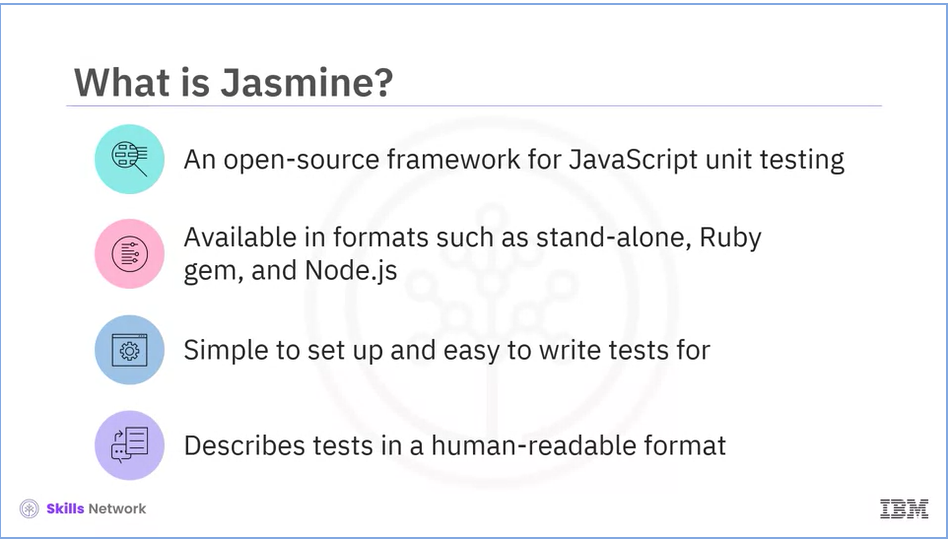 What is Jasmine?
An open-source framework for JavaScript unit testing
Available in formats such as stand-alone, Ruby
gem, and Node.js
Simple to set up and easy to write tests for
Describes tests in a human-readable format
Skills Network
IBM